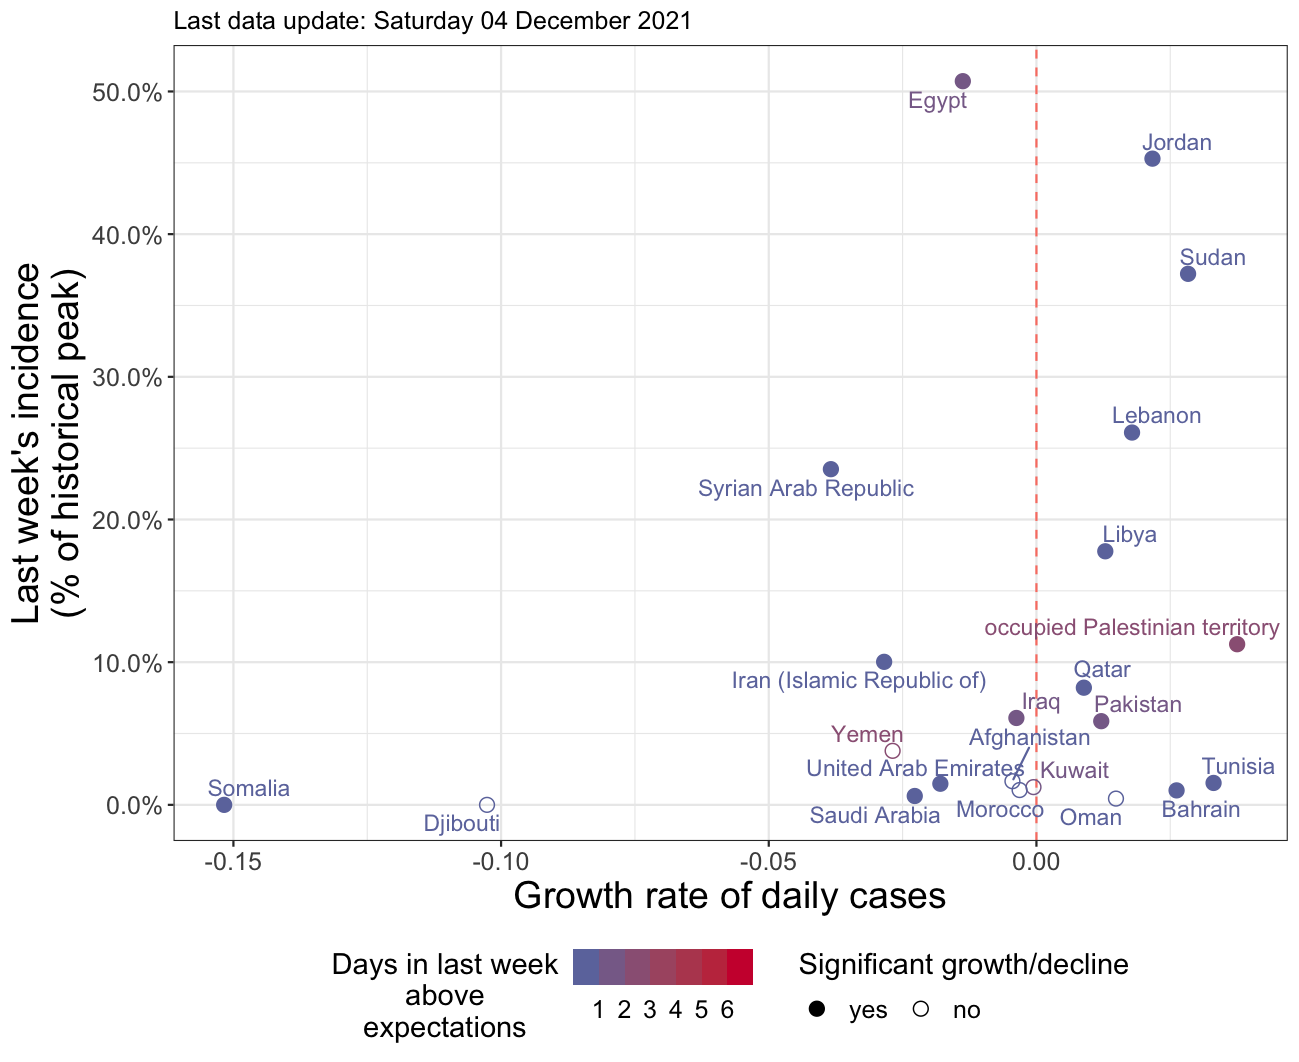 Last data update: Saturday 04 December 2021
50.0%
40.0%
30.0%
20.0%
10.0%
0.0%
Last week's incidence
(% of historical peak)
Egypt
Jordan
Sudan
Lebanon
Syrian Arab Republic
Libya
occupied Palestinian territory
Iran (Islamic Republic of)
Qatar
Iraq
Pakistan
Yemen
Afghanistan
United Arab Emirates
Kuwait
Tunisia
Somalia
Saudi Arabia
Morocco
Oman
Bahrain
Djibouti
-0.15
-0.10
-0.05
0.00
Growth rate of daily cases
Days in last week
above
expectations
1 2 3 4 5 6
Significant growth/decline
yes
no